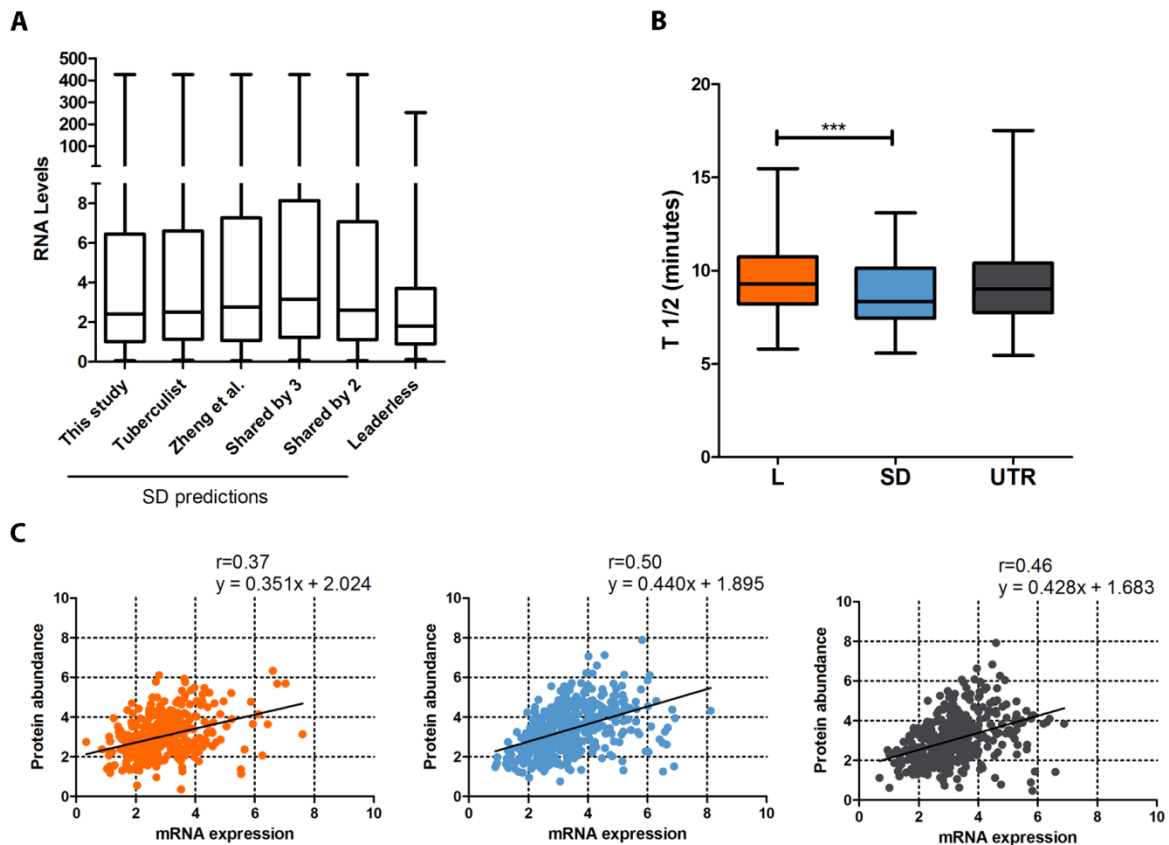 A
RNA Levels
500
400
300
200
100
8
6
4
2
0
This study
Tuberculist
Zheng et al.
Shared by 3
Shared by 2
Leaderless
SD predictions
B
T 1/2 (minutes)
20
15
10
5
0
***
L SD UTR
C
r=0.37
y = 0.351x + 2.024
Protein abundance
10
8
6
4
2
0
0 2 4 6 8 10
mRNA expression
r=0.50
y = 0.440x + 1.895
Protein abundance
10
8
6
4
2
0
0 2 4 6 8 10
mRNA expression
r=0.46
y = 0.428x + 1.683
Protein abundance
10
8
6
4
2
0
0 2 4 6 8 10
mRNA expression